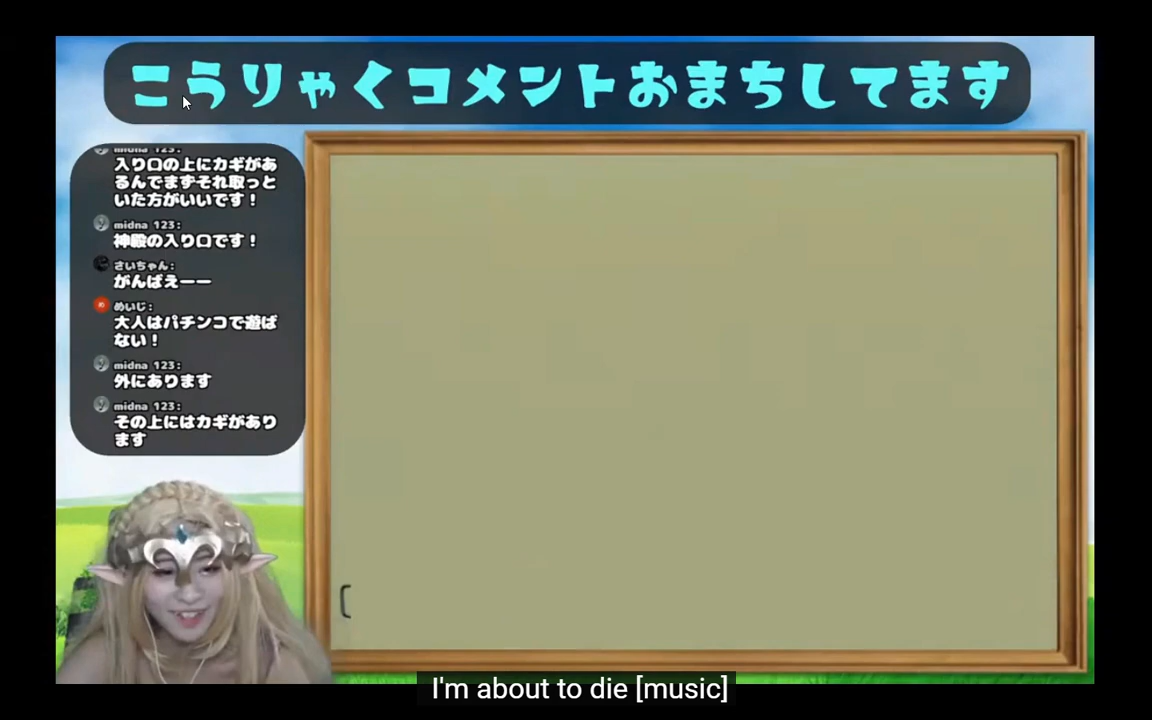 こうりゃくコメントおまちしてます
midna 123:
入り口の上にカギがあ
るんでまずそれ取っと
いた方がいいです！
midna 123:
神殿の入り口です！
さいちゃん:
がんばえーー
めいじ:
大人はパチンコで遊ば
ない！
midna 123:
外にあります
midna 123:
その上にはカギがあり
ます
I'm about to die [music]